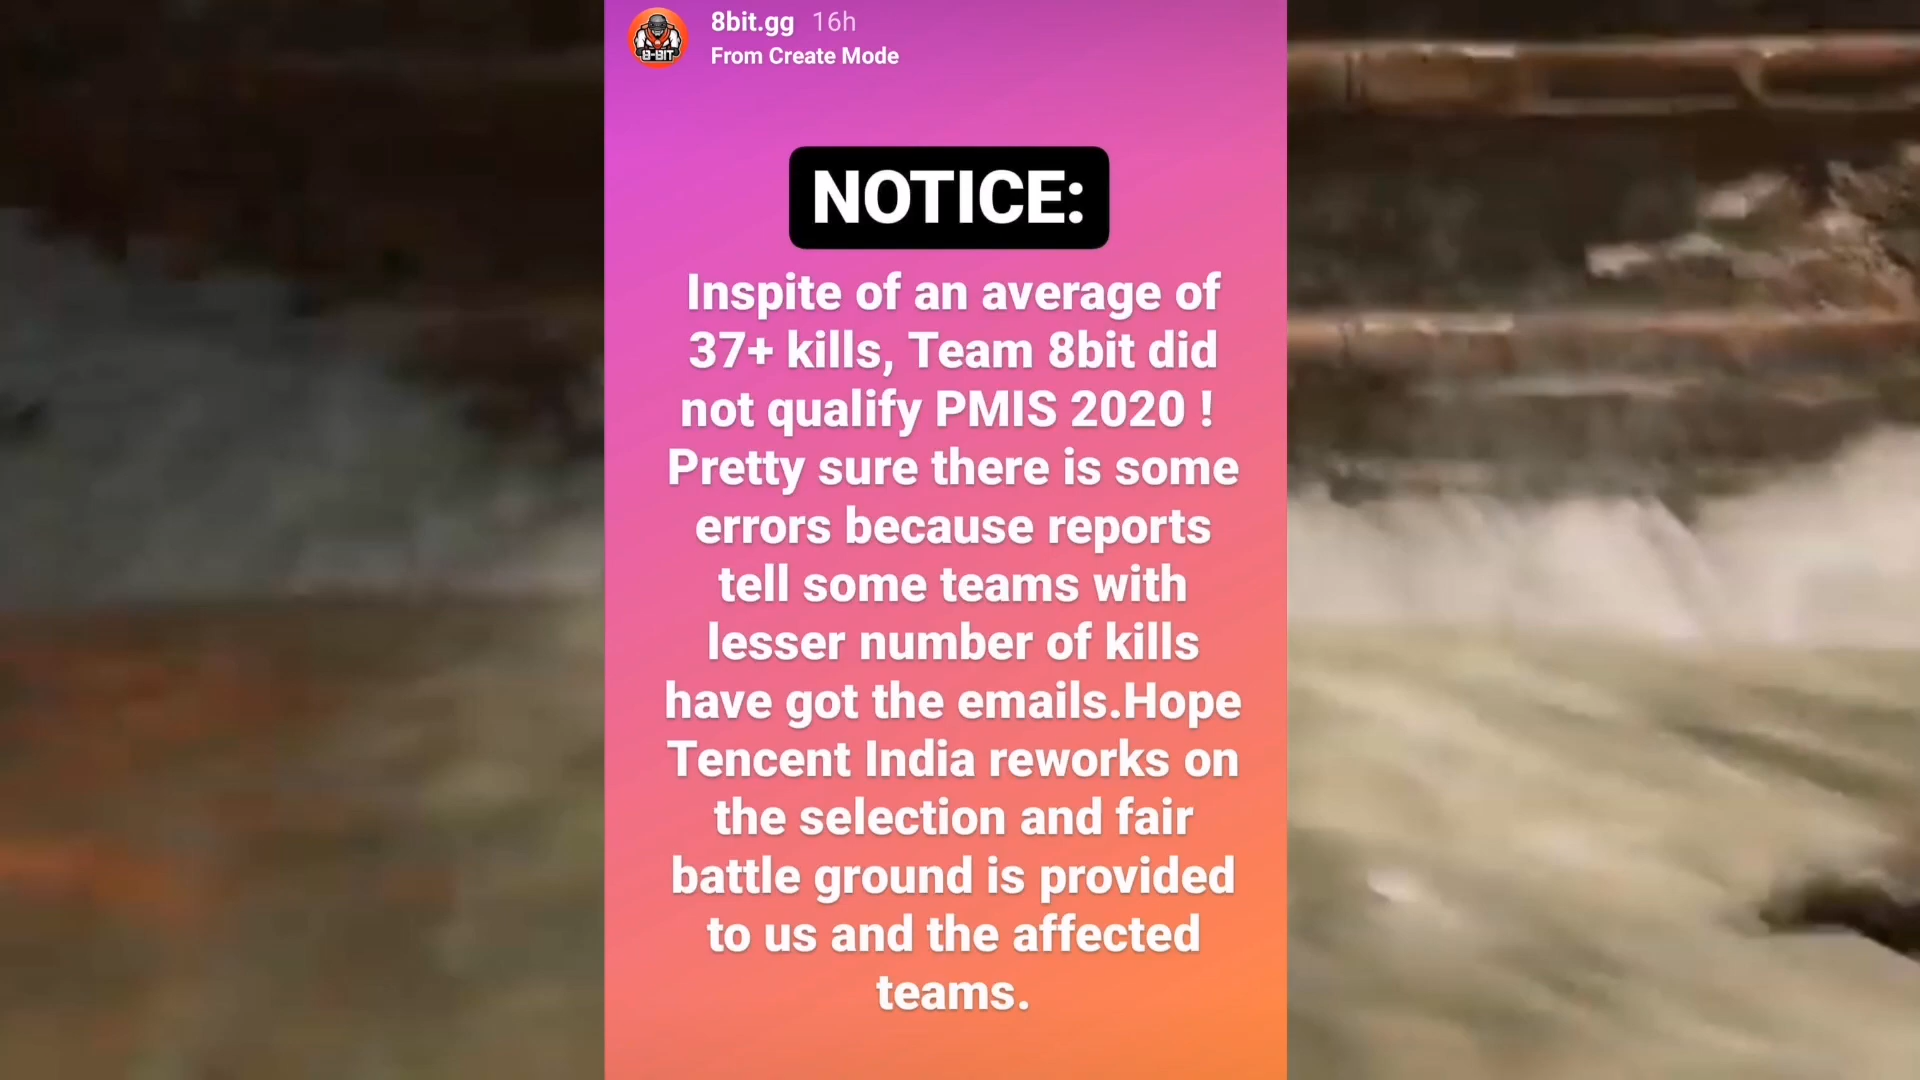 8bit.gg 16h
From Create Mode
8-BIT
NOTICE:
Inspite of an average of
37+ kills, Team 8bit did
not qualify PMIS 2020 !
Pretty sure there is some
errors because reports
tell some teams with
lesser number of kills
have got the emails.Hope
Tencent India reworks on
the selection and fair
battle ground is provided
to us and the affected
teams.